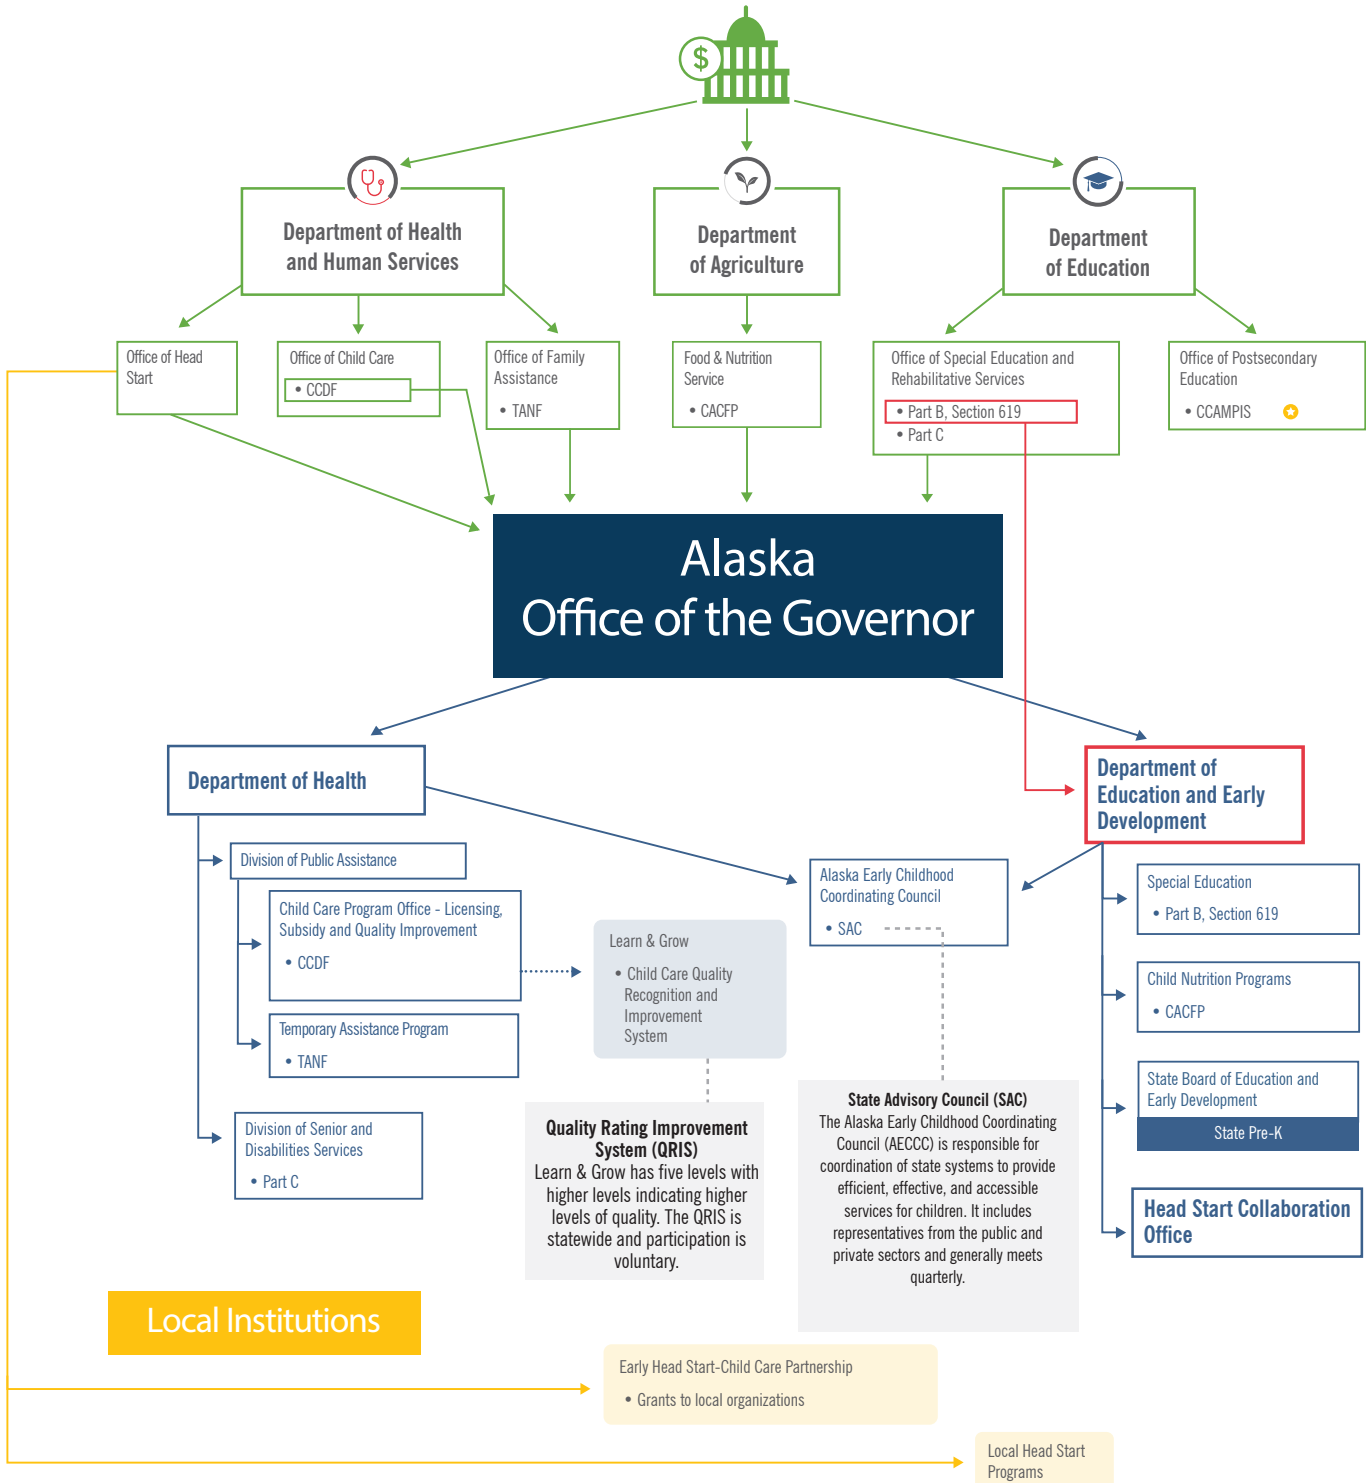 $
Department of Health
and Human Services
Department
of Agriculture
Department
of Education
Office of Head
Start
Office of Child Care
• CCDF
Office of Family
Assistance
• TANF
Food & Nutrition
Service
• CACFP
Office of Special Education and
Rehabilitative Services
• Part B, Section 619
• Part C
Office of Postsecondary
Education
• CCAMPIS
Alaska
Office of the Governor
Department of Health
Department of
Education and Early
Development
Division of Public Assistance
Child Care Program Office - Licensing,
Subsidy and Quality Improvement
• CCDF
Temporary Assistance Program
• TANF
Division of Senior and
Disabilities Services
• Part C
Learn & Grow
• Child Care Quality
Recognition and
Improvement
System
Quality Rating Improvement
System (QRIS)
Learn & Grow has five levels with
higher levels indicating higher
levels of quality. The QRIS is
statewide and participation is
voluntary.
Alaska Early Childhood
Coordinating Council
• SAC
State Advisory Council (SAC)
The Alaska Early Childhood Coordinating
Council (AECCC) is responsible for
coordination of state systems to provide
efficient, effective, and accessible
services for children. It includes
representatives from the public and
private sectors and generally meets
quarterly.
Special Education
• Part B, Section 619
Child Nutrition Programs
• CACFP
State Board of Education and
Early Development
State Pre-K
Head Start Collaboration
Office
Local Institutions
Early Head Start-Child Care Partnership
• Grants to local organizations
Local Head Start
Programs